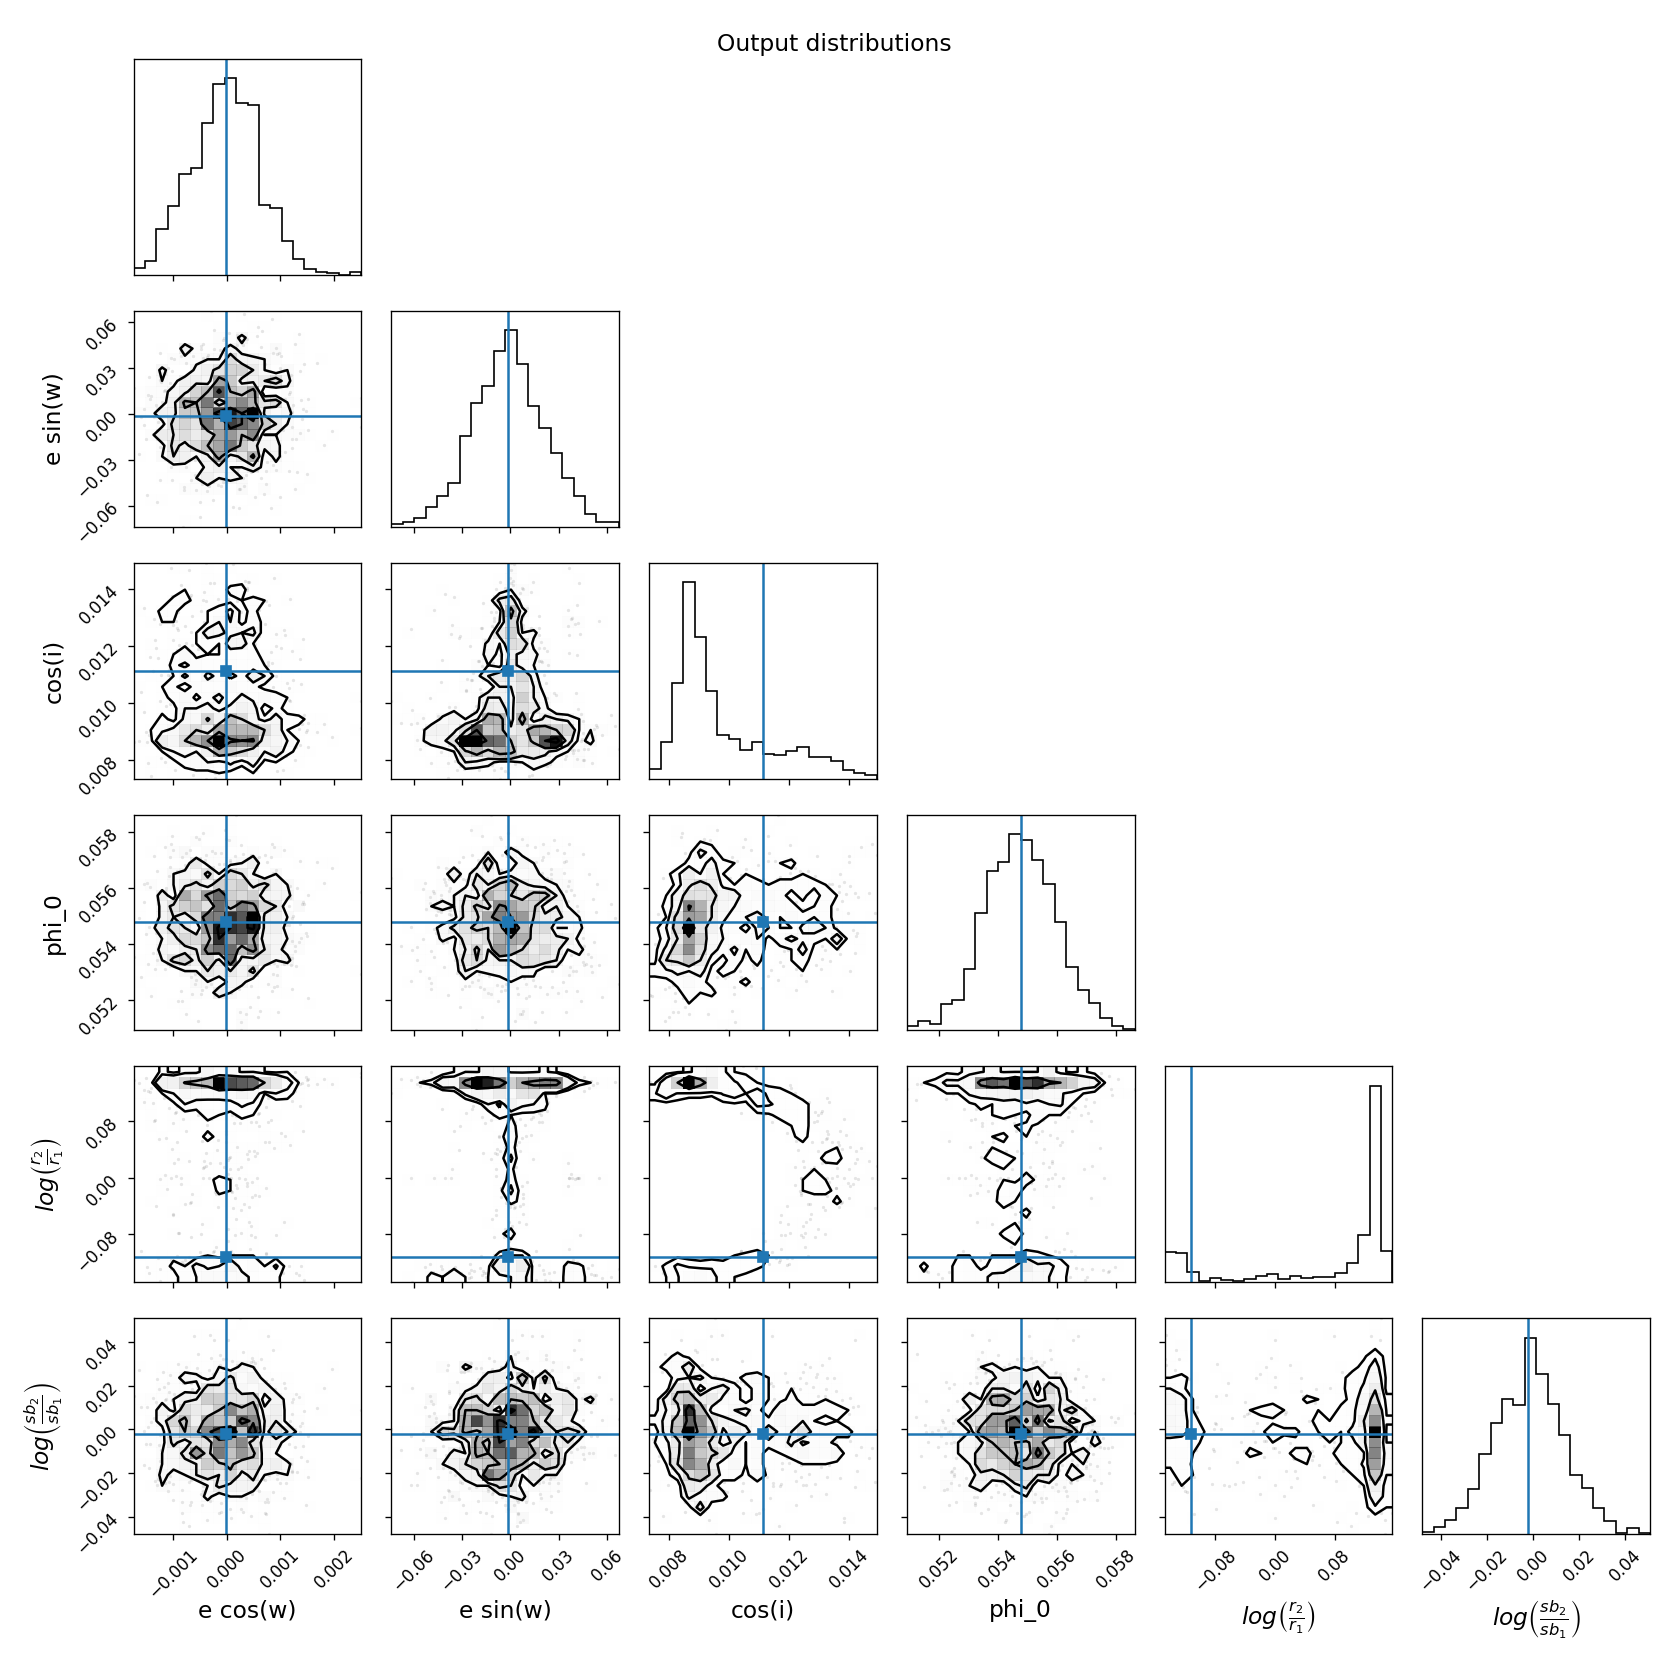 Output distributions
0.06
0.03
0.00
−0.03
−0.06
e sin(w)
0.014
0.012
0.010
0.008
cos(i)
0.058
0.056
0.054
0.052
phi_0
0.08
0.00
−0.08
log(r₂/r₁)
0.04
0.02
0.00
−0.02
−0.04
log(sb₂/sb₁)
−0.001 0.000 0.001 0.002
−0.06 −0.03 0.00 0.03 0.06
0.008 0.010 0.012 0.014
0.052 0.054 0.056 0.058
−0.08 0.00 0.08
−0.04 −0.02 0.00 0.02 0.04
e cos(w) e sin(w) cos(i) phi_0 log(r₂/r₁) log(sb₂/sb₁)